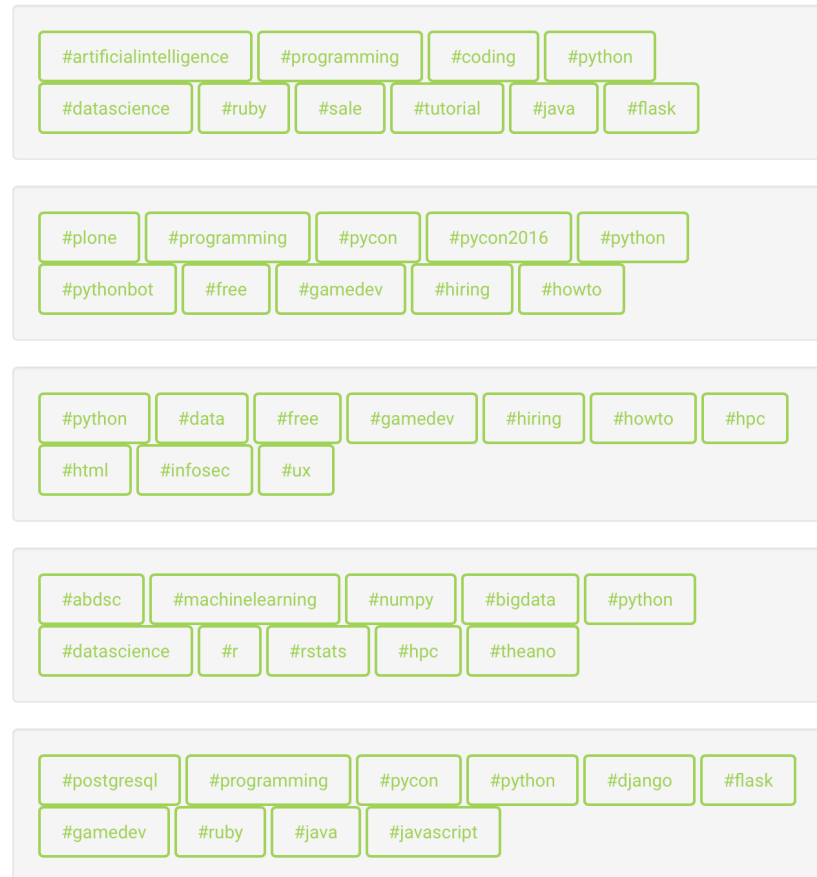 #artificialintelligence #programming #coding #python
#datascience #ruby #sale #tutorial #java #flask
#plone #programming #pycon #pycon2016 #python
#pythonbot #free #gamedev #hiring #howto
#python #data #free #gamedev #hiring #howto #hpc
#html #infosec #ux
#abdsc #machinelearning #numpy #bigdata #python
#datascience #r #rstats #hpc #theano
#postgresql #programming #pycon #python #django #flask
#gamedev #ruby #java #javascript